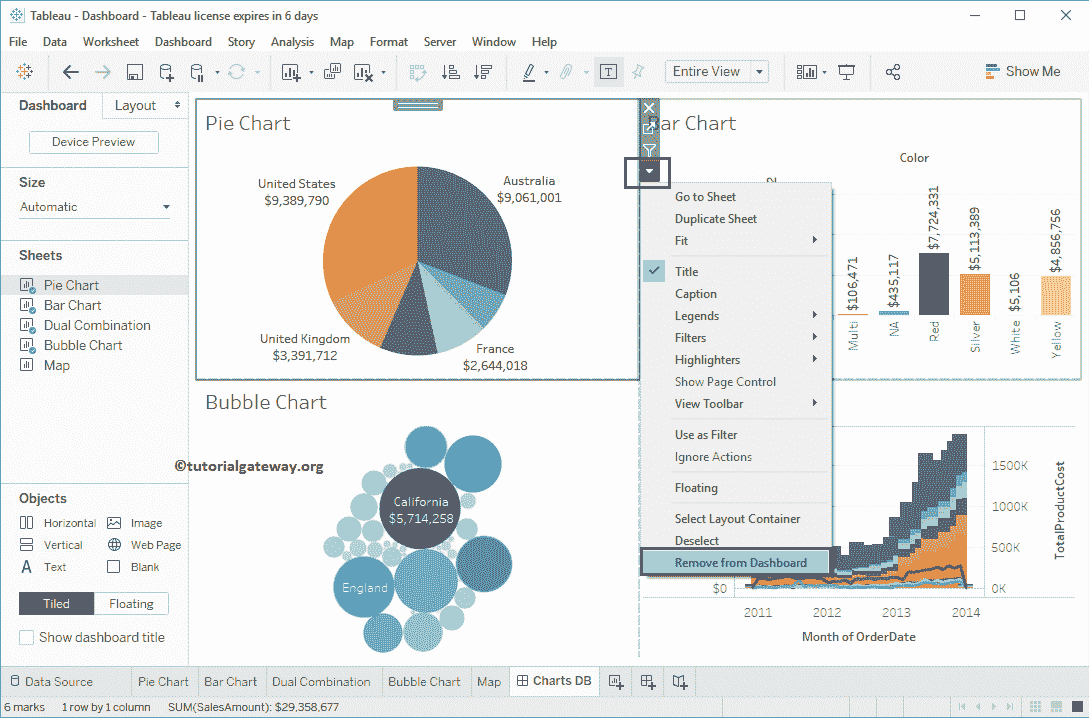 Tableau - Dashboard - Tableau license expires in 6 days
File Data Worksheet Dashboard Story Analysis Map Format Server Window Help
Entire View
Show Me
Dashboard Layout
Device Preview
Size
Automatic
Sheets
Pie Chart
Bar Chart
Dual Combination
Bubble Chart
Map
Objects
Horizontal Image
Vertical Web Page
A Text Blank
Tiled Floating
Show dashboard title
Pie Chart
United States
$9,389,790
Australia
$9,061,001
United Kingdom
$3,391,712
France
$2,644,018
Bar Chart
Color
$106,471
$435,117
$7,724,331
$5,113,389
$5,106
$4,856,756
Multi
NA
Red
Silver
White
Yellow
Go to Sheet
Duplicate Sheet
Fit
Title
Caption
Legends
Filters
Highlighters
Show Page Control
View Toolbar
Use as Filter
Ignore Actions
Floating
Select Layout Container
Deselect
Remove from Dashboard
Bubble Chart
©tutorialgateway.org
California
$5,714,258
England
1500K
1000K
500K
0K
TotalProductCost
$0
2011 2012 2013 2014
Month of OrderDate
Data Source Pie Chart Bar Chart Dual Combination Bubble Chart Map Charts DB
6 marks 1 row by 1 column SUM(SalesAmount): $29,358,677